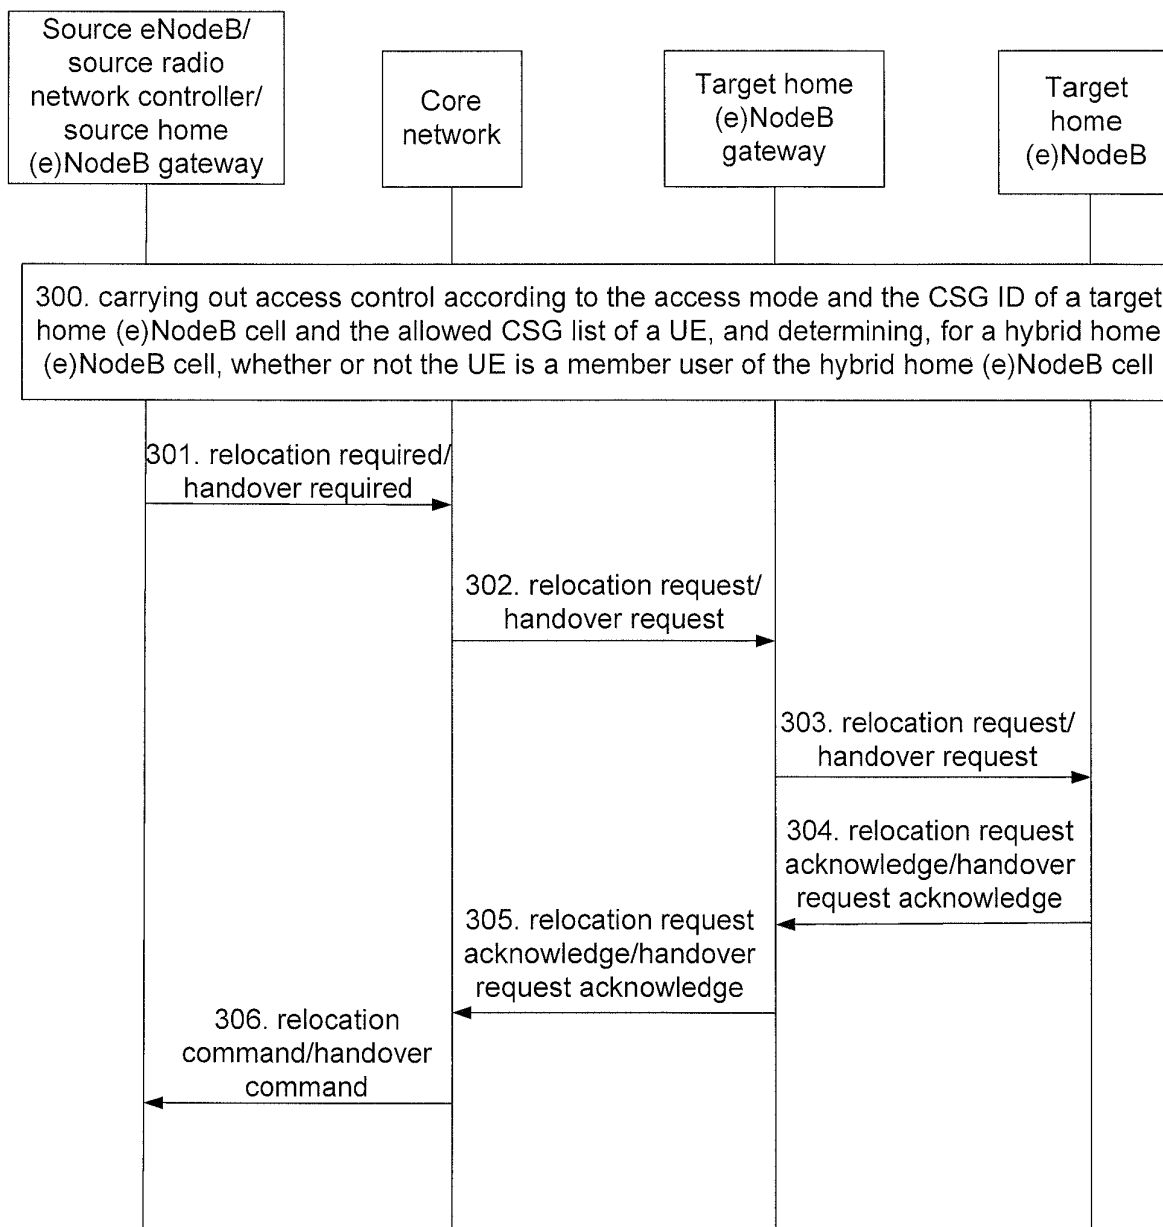 Source eNodeB/
source radio
network controller/
source home
(e)NodeB gateway
Core
network
Target home
(e)NodeB
gateway
Target
home
(e)NodeB
300. carrying out access control according to the access mode and the CSG ID of a target
home (e)NodeB cell and the allowed CSG list of a UE, and determining, for a hybrid home
(e)NodeB cell, whether or not the UE is a member user of the hybrid home (e)NodeB cell
301. relocation required/
handover required
302. relocation request/
handover request
303. relocation request/
handover request
304. relocation request
acknowledge/handover
request acknowledge
305. relocation request
acknowledge/handover
request acknowledge
306. relocation
command/handover
command